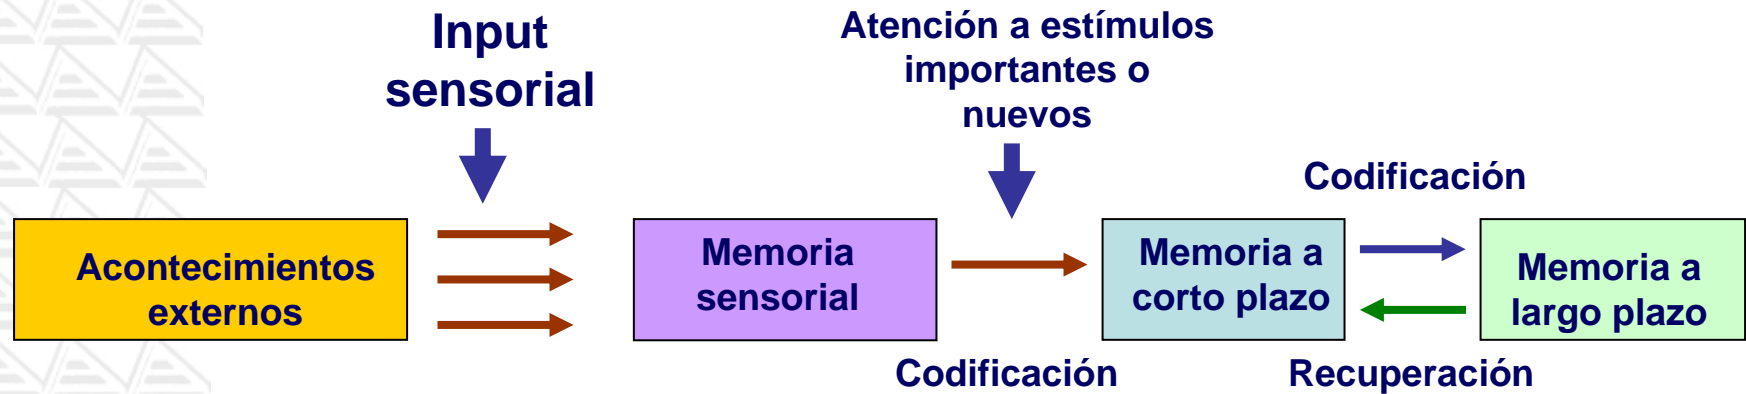 Input
sensorial
Atención a estímulos
importantes o
nuevos
Codificación
Acontecimientos
externos
Memoria
sensorial
Memoria a
corto plazo
Memoria a
largo plazo
Codificación
Recuperación